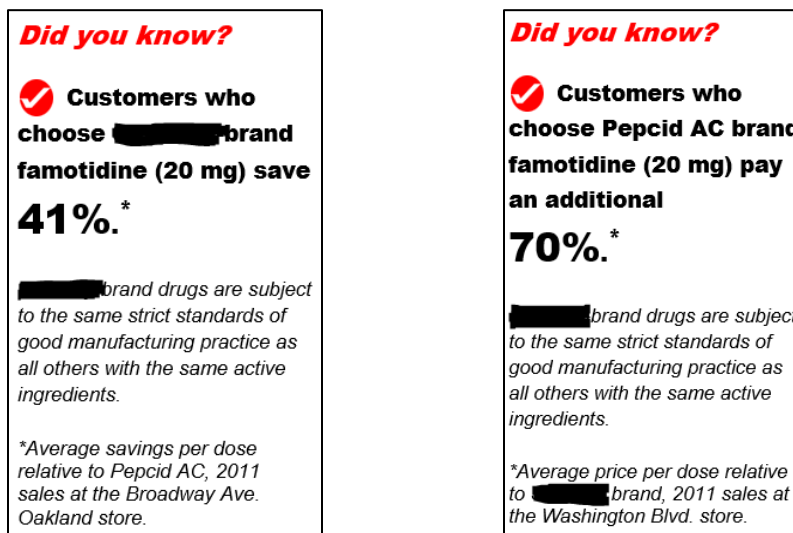 Did you know?
Customers who
choose brand
famotidine (20 mg) save
41%.*
brand drugs are subject
to the same strict standards of
good manufacturing practice as
all others with the same active
ingredients.
*Average savings per dose
relative to Pepcid AC, 2011
sales at the Broadway Ave.
Oakland store.
Did you know?
Customers who
choose Pepcid AC brand
famotidine (20 mg) pay
an additional
70%.*
brand drugs are subject
to the same strict standards of
good manufacturing practice as
all others with the same active
ingredients.
*Average price per dose relative
to brand, 2011 sales at
the Washington Blvd. store.